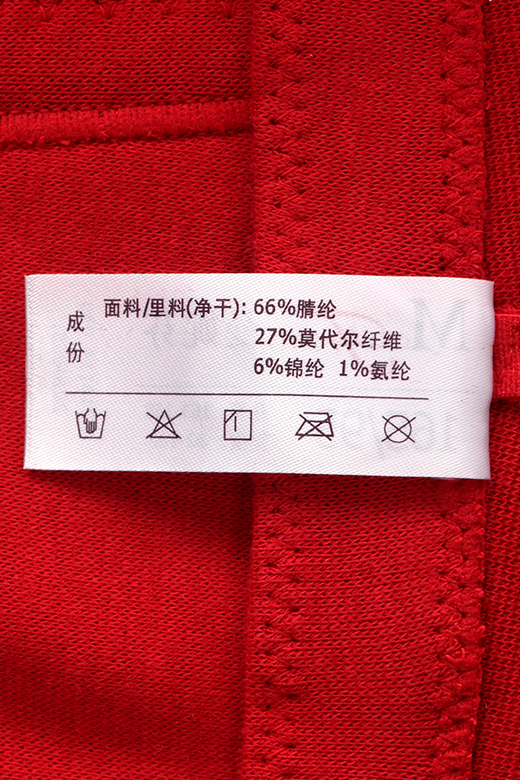 成份
面料/里料(净干): 66%腈纶
27%莫代尔纤维
6%锦纶 1%氨纶